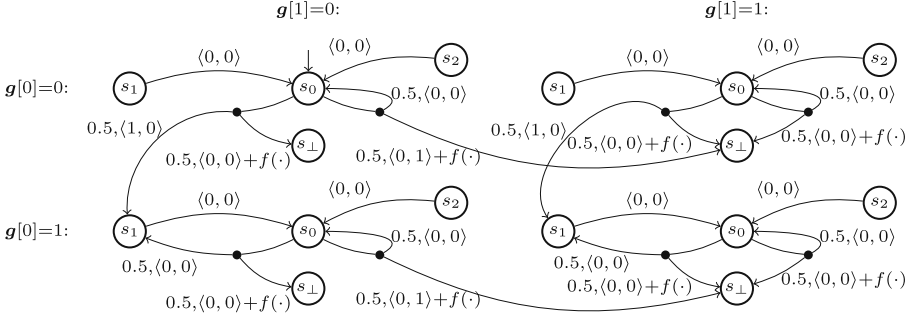 g[1]=0: g[1]=1:
⟨0, 0⟩ ⟨0, 0⟩ ⟨0, 0⟩ ⟨0, 0⟩
g[0]=0: s₁ s₀ s₂ s₁ s₀ s₂
0.5,⟨0, 0⟩ 0.5,⟨0, 0⟩
0.5,⟨1, 0⟩ 0.5,⟨1, 0⟩
s⊥ 0.5,⟨0, 0⟩+f(·) s⊥ 0.5,⟨0, 0⟩+f(·)
0.5,⟨0, 0⟩+f(·) 0.5,⟨0, 1⟩+f(·)
⟨0, 0⟩ ⟨0, 0⟩ ⟨0, 0⟩ ⟨0, 0⟩
g[0]=1: s₁ s₀ s₂ s₁ s₀ s₂
0.5,⟨0, 0⟩ 0.5,⟨0, 0⟩
0.5,⟨0, 0⟩ 0.5,⟨0, 0⟩
s⊥ 0.5,⟨0, 0⟩+f(·) s⊥ 0.5,⟨0, 0⟩+f(·)
0.5,⟨0, 0⟩+f(·) 0.5,⟨0, 1⟩+f(·)